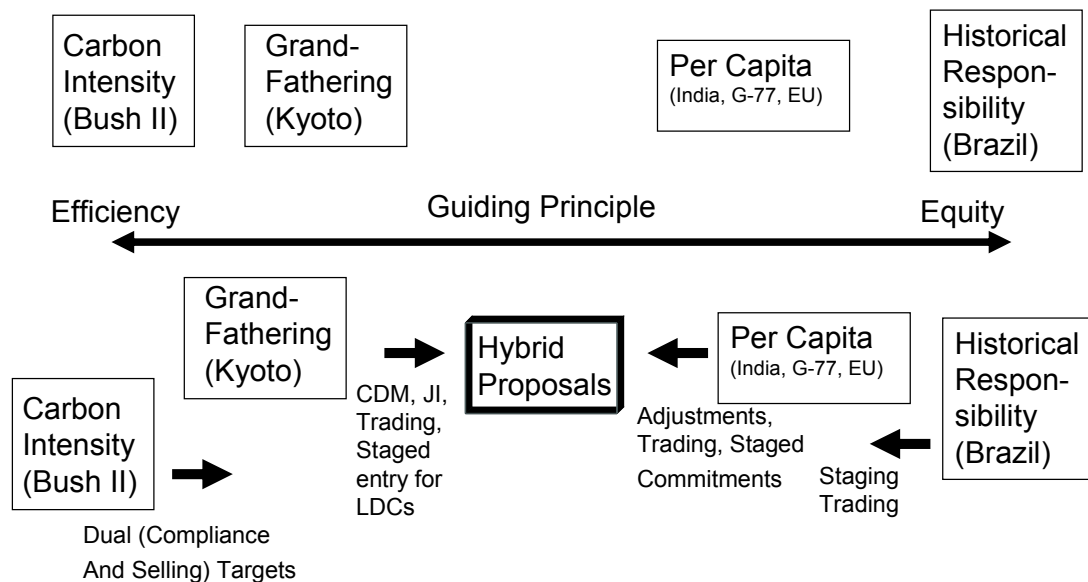 Carbon
Intensity
(Bush II)
Grand-
Fathering
(Kyoto)
Per Capita
(India, G-77, EU)
Historical
Respon-
sibility
(Brazil)
Efficiency
Guiding Principle
Equity
Grand-
Fathering
(Kyoto)
Hybrid
Proposals
Per Capita
(India, G-77, EU)
Historical
Respon-
sibility
(Brazil)
Carbon
Intensity
(Bush II)
CDM, JI,
Trading,
Staged
entry for
LDCs
Adjustments,
Trading, Staged
Commitments
Staging
Trading
Dual (Compliance
And Selling) Targets